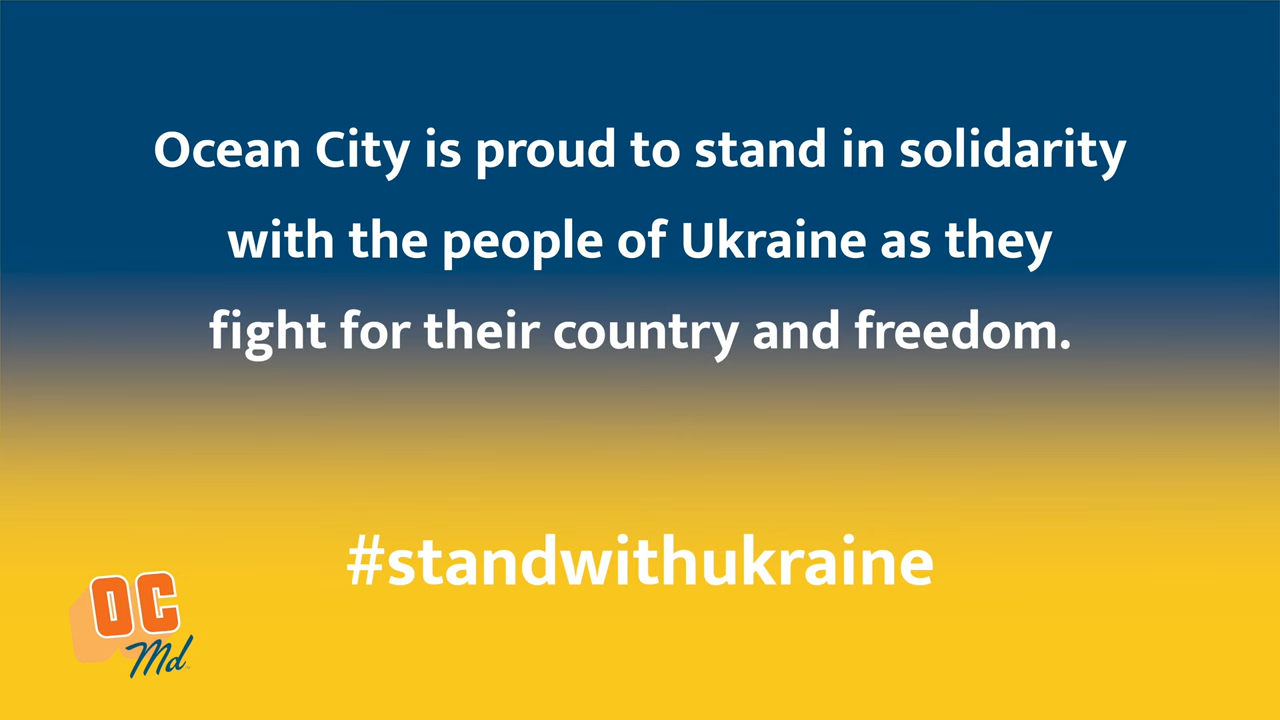 Ocean City is proud to stand in solidarity
with the people of Ukraine as they
fight for their country and freedom.
#standwithukraine
OC
Md